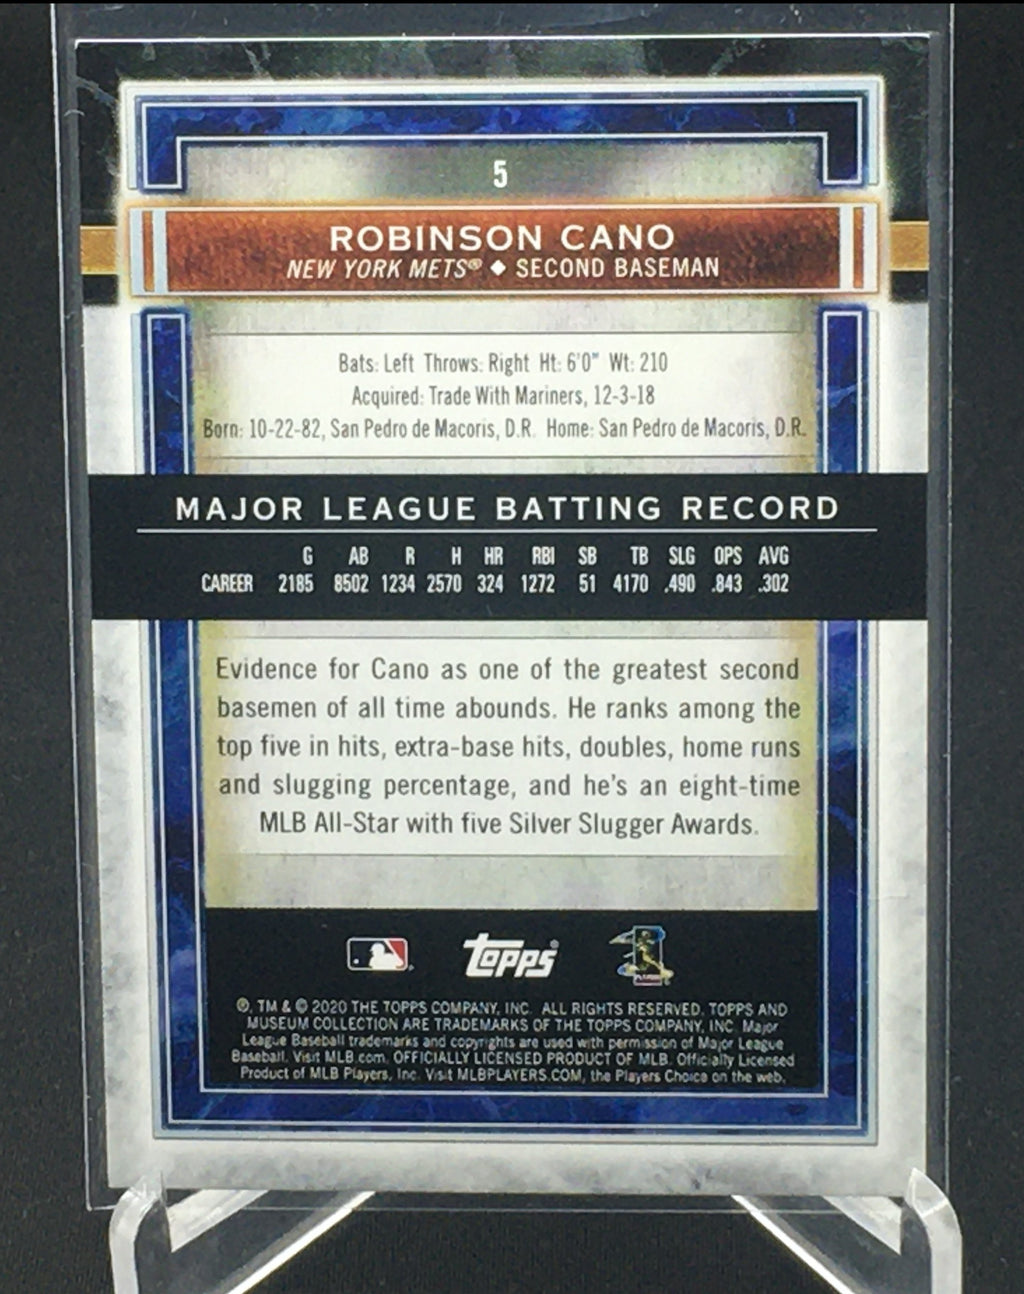 5
ROBINSON CANO
NEW YORK METS® ◆ SECOND BASEMAN
Bats: Left Throws: Right Ht: 6'0" Wt: 210
Acquired: Trade With Mariners, 12-3-18
Born: 10-22-82, San Pedro de Macoris, D.R. Home: San Pedro de Macoris, D.R.
MAJOR LEAGUE BATTING RECORD
G AB R H HR RBI SB TB SLG OPS AVG
CAREER 2185 8502 1234 2570 324 1272 51 4170 .490 .843 .302
Evidence for Cano as one of the greatest second
basemen of all time abounds. He ranks among the
top five in hits, extra-base hits, doubles, home runs
and slugging percentage, and he's an eight-time
MLB All-Star with five Silver Slugger Awards.
Topps®
®, TM & © 2020 THE TOPPS COMPANY, INC. ALL RIGHTS RESERVED. TOPPS AND
MUSEUM COLLECTION ARE TRADEMARKS OF THE TOPPS COMPANY, INC. Major
League Baseball trademarks and copyrights are used with permission of Major League
Baseball. Visit MLB.com. OFFICIALLY LICENSED PRODUCT OF MLB. Officially Licensed
Product of MLB Players, Inc. Visit MLBPLAYERS.COM, the Players Choice on the web.